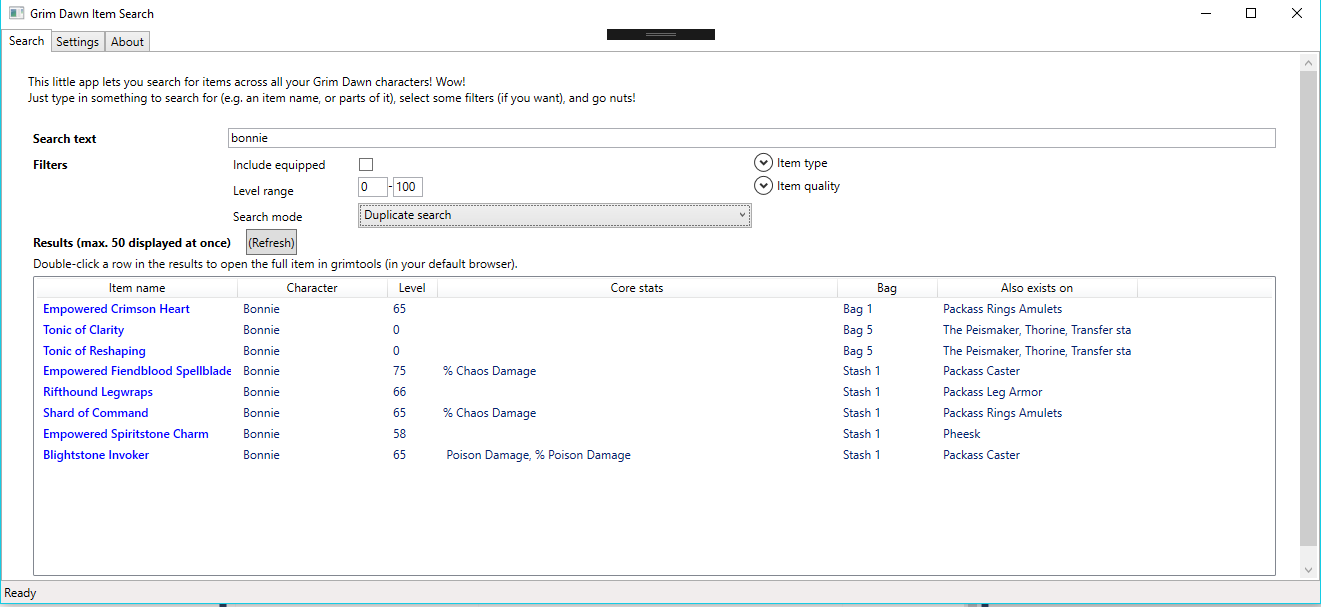 Grim Dawn Item Search
Search Settings About
This little app lets you search for items across all your Grim Dawn characters! Wow!
Just type in something to search for (e.g. an item name, or parts of it), select some filters (if you want), and go nuts!
Search text bonnie
Filters Include equipped Item type
Level range 0 - 100 Item quality
Search mode Duplicate search
Results (max. 50 displayed at once) (Refresh)
Double-click a row in the results to open the full item in grimtools (in your default browser).
Item name Character Level Core stats Bag Also exists on
Empowered Crimson Heart Bonnie 65 Bag 1 Packass Rings Amulets
Tonic of Clarity Bonnie 0 Bag 5 The Peismaker, Thorine, Transfer sta
Tonic of Reshaping Bonnie 0 Bag 5 The Peismaker, Thorine, Transfer sta
Empowered Fiendblood Spellblade Bonnie 75 % Chaos Damage Stash 1 Packass Caster
Rifthound Legwraps Bonnie 66 Stash 1 Packass Leg Armor
Shard of Command Bonnie 65 % Chaos Damage Stash 1 Packass Rings Amulets
Empowered Spiritstone Charm Bonnie 58 Stash 1 Pheesk
Blightstone Invoker Bonnie 65 Poison Damage, % Poison Damage Stash 1 Packass Caster
Ready